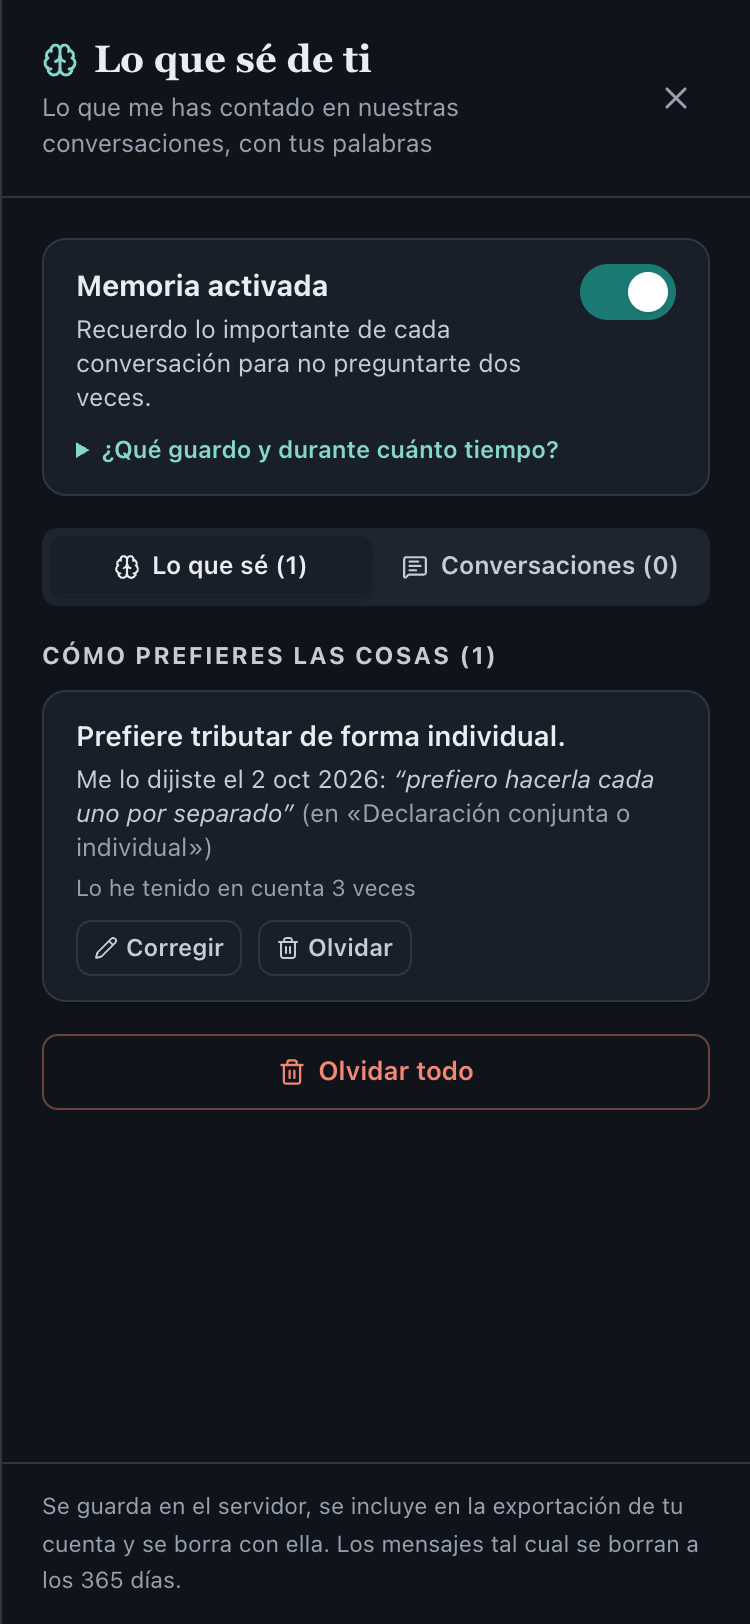 Lo que sé de ti
Lo que me has contado en nuestras
conversaciones, con tus palabras
Memoria activada
Recuerdo lo importante de cada
conversación para no preguntarte dos
veces.
¿Qué guardo y durante cuánto tiempo?
Lo que sé (1)
Conversaciones (0)
CÓMO PREFIERES LAS COSAS (1)
Prefiere tributar de forma individual.
Me lo dijiste el 2 oct 2026: “prefiero hacerla cada
uno por separado” (en «Declaración conjunta o
individual»)
Lo he tenido en cuenta 3 veces
Corregir
Olvidar
Olvidar todo
Se guarda en el servidor, se incluye en la exportación de tu
cuenta y se borra con ella. Los mensajes tal cual se borran a
los 365 días.